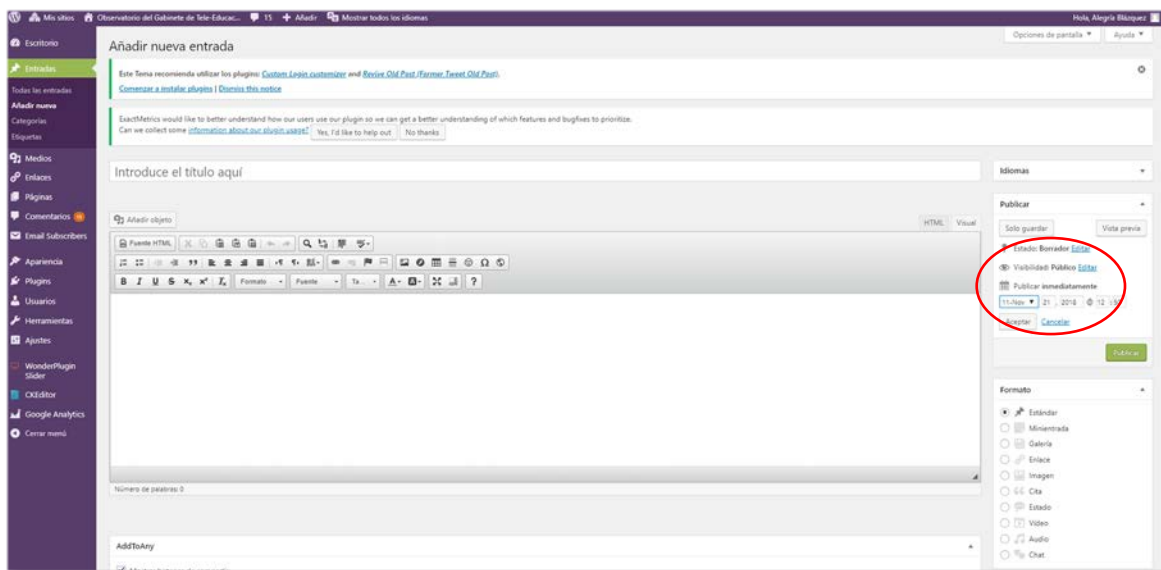 Mis sitios Observatorio del Gabinete de Tele-Educac... 15 Añadir Mostrar todos los idiomas Hola, Alegría Blázquez
Escritorio
Entradas
Todas las entradas
Añadir nueva
Categorías
Etiquetas
Medios
Enlaces
Páginas
Comentarios
Email Subscribers
Apariencia
Plugins
Usuarios
Herramientas
Ajustes
WonderPlugin
Slider
CKEditor
Google Analytics
Cerrar menú
Opciones de pantalla Ayuda
Añadir nueva entrada
Este Tema recomienda utilizar los plugins: Custom Login customizer and Revive Old Post (Former Tweet Old Post).
Comenzar a instalar plugins | Dismiss this notice
ExactMetrics would like to better understand how our users use our plugin so we can get a better understanding of which features and bugfixes to prioritize.
Can we collect some information about our plugin usage? Yes, I'd like to help out No thanks
Introduce el título aquí
Añadir objeto
HTML Visual
Fuente HTML
B I U S x₂ x² Tx Formato Fuente Ta... A A ?
Número de palabras: 0
AddToAny
Idiomas
Publicar
Solo guardar Vista previa
Estado: Borrador Editar
Visibilidad: Público Editar
Publicar inmediatamente
11-Nov 21 , 2018 @ 12 :
Aceptar Cancelar
Publicar
Formato
Estándar
Minientrada
Galería
Enlace
Imagen
Cita
Estado
Vídeo
Audio
Chat